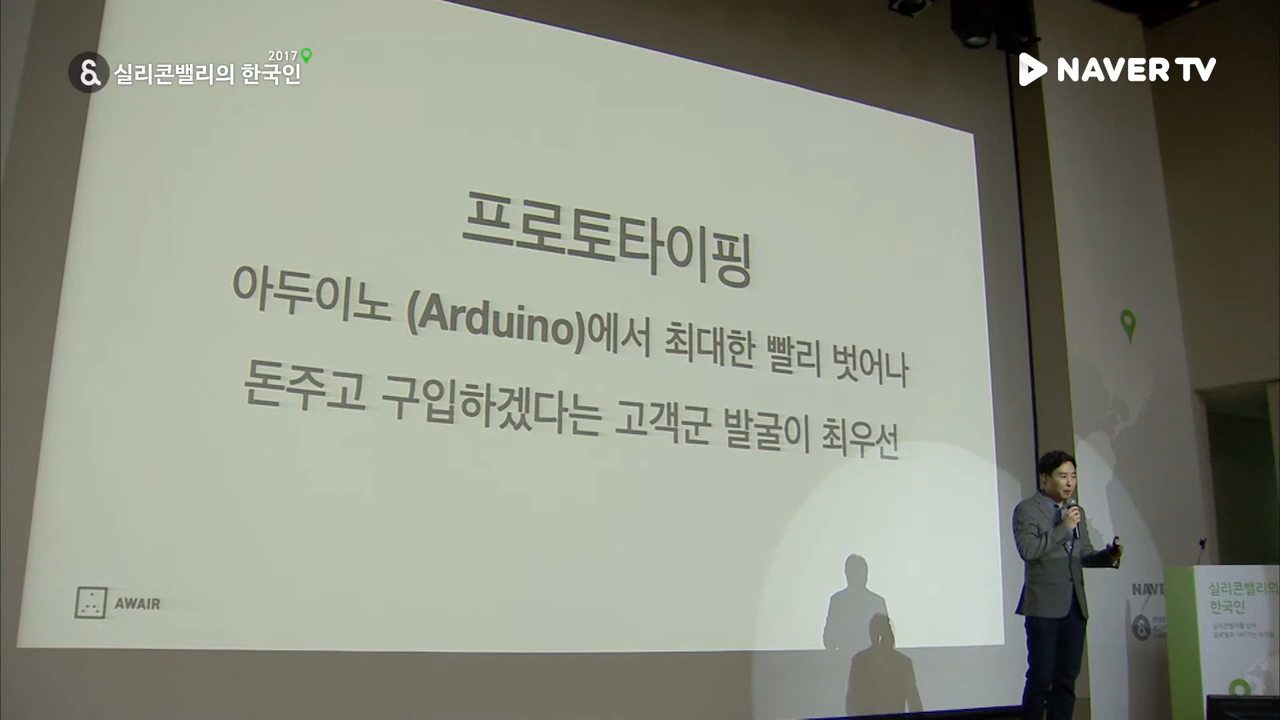 2017
실리콘밸리의 한국인
NAVER TV
프로토타이핑
아두이노 (Arduino)에서 최대한 빨리 벗어나
돈주고 구입하겠다는 고객군 발굴이 최우선
AWAIR
NAVE
실리콘밸리의
한국인